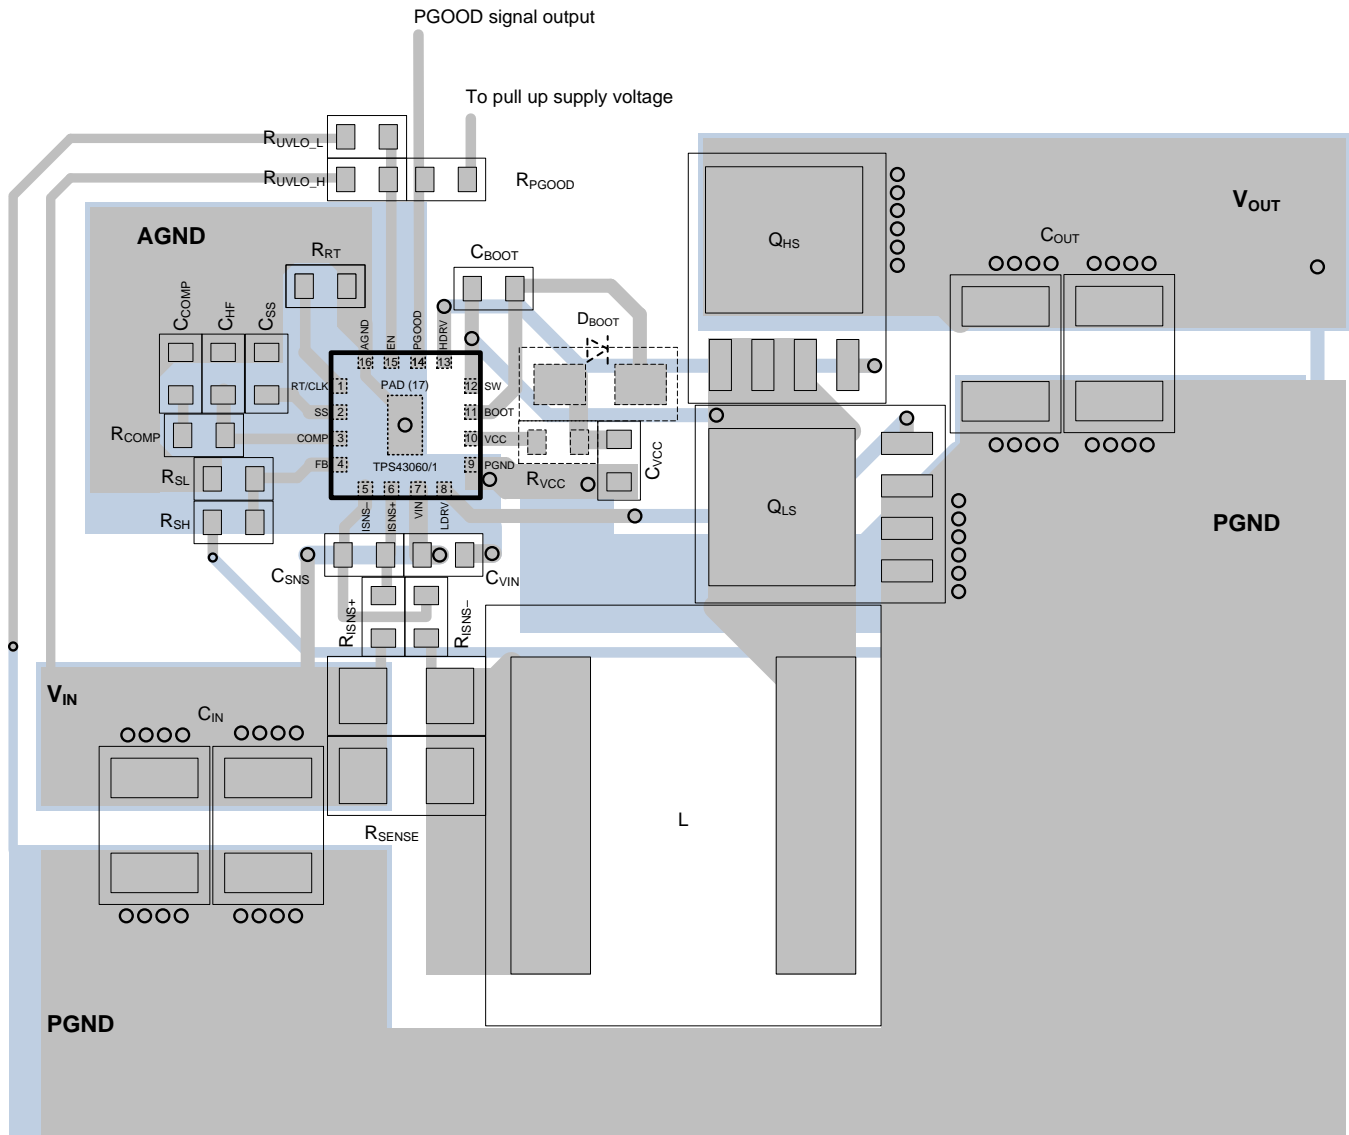 PGOOD signal output
To pull up supply voltage
RUVLO_L
RUVLO_H
RPGOOD
AGND
VOUT
QHS
COUT
RRT
CBOOT
DBOOT
CCOMP
CHF
CSS
AGND
EN
PGOOD
HDRV
16
15
14
13
RT/CLK
1
PAD (17)
12
SW
SS
2
11
BOOT
RCOMP
COMP
3
10
VCC
FB
4
TPS43060/1
9
PGND
RSL
RVCC
CVCC
5
6
7
8
QLS
PGND
RSH
ISNS–
ISNS+
VIN
LDRV
CSNS
CVIN
RISNS+
RISNS–
VIN
CIN
L
RSENSE
PGND